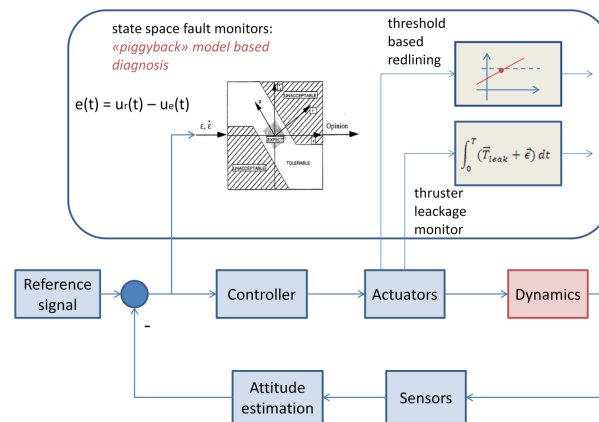 state space fault monitors:
«piggyback» model based
diagnosis
threshold
based
redlining
e(t) = ur(t) – ue(t)
UNACCEPTABLE
ε, ε̇
EXPECT
Opinion
TOLERABLE
UNACCEPTABLE
∫₀ᵀ (T⃗leak + ϵ⃗) dt
thruster
leackage
monitor
Reference
signal
Controller
Actuators
Dynamics
-
Attitude
estimation
Sensors